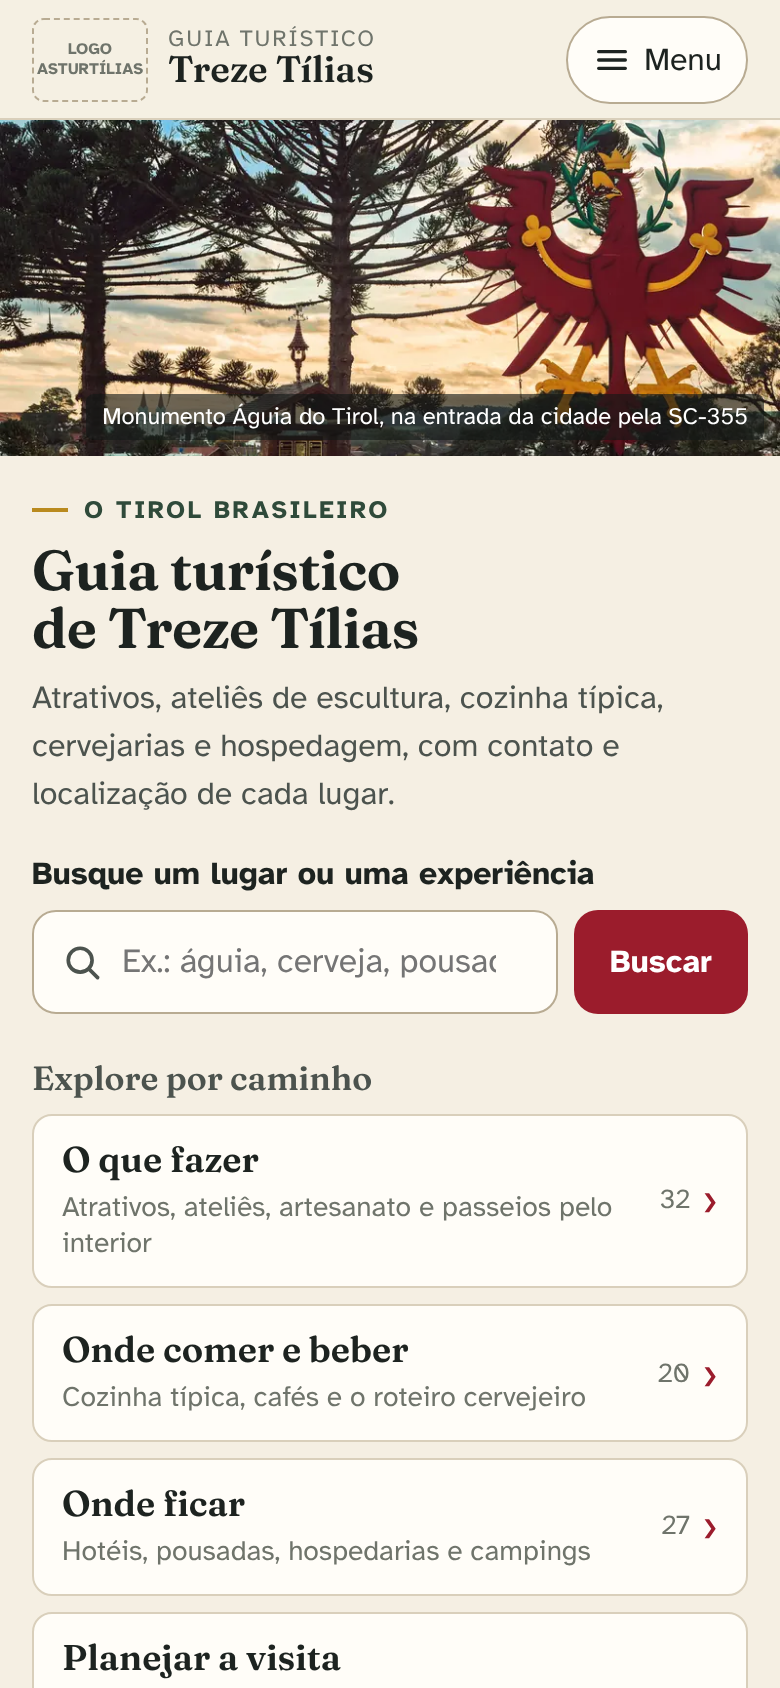 LOGO
ASTURTÍLIAS
GUIA TURÍSTICO
Treze Tílias
Menu
Monumento Águia do Tirol, na entrada da cidade pela SC-355
O TIROL BRASILEIRO
Guia turístico
de Treze Tílias
Atrativos, ateliês de escultura, cozinha típica,
cervejarias e hospedagem, com contato e
localização de cada lugar.
Busque um lugar ou uma experiência
Ex.: águia, cerveja, pousad
Buscar
Explore por caminho
O que fazer
Atrativos, ateliês, artesanato e passeios pelo
interior
32
Onde comer e beber
Cozinha típica, cafés e o roteiro cervejeiro
20
Onde ficar
Hotéis, pousadas, hospedarias e campings
27
Planejar a visita